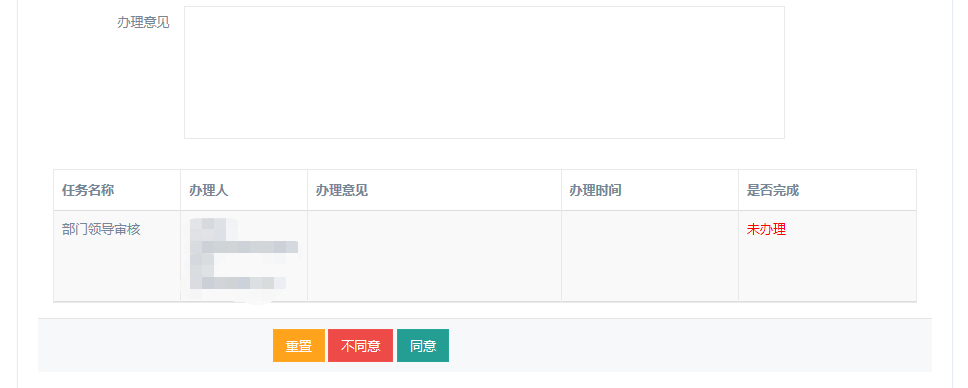 办理意见
任务名称 办理人 办理意见 办理时间 是否完成
部门领导审核 未办理
重置 不同意 同意